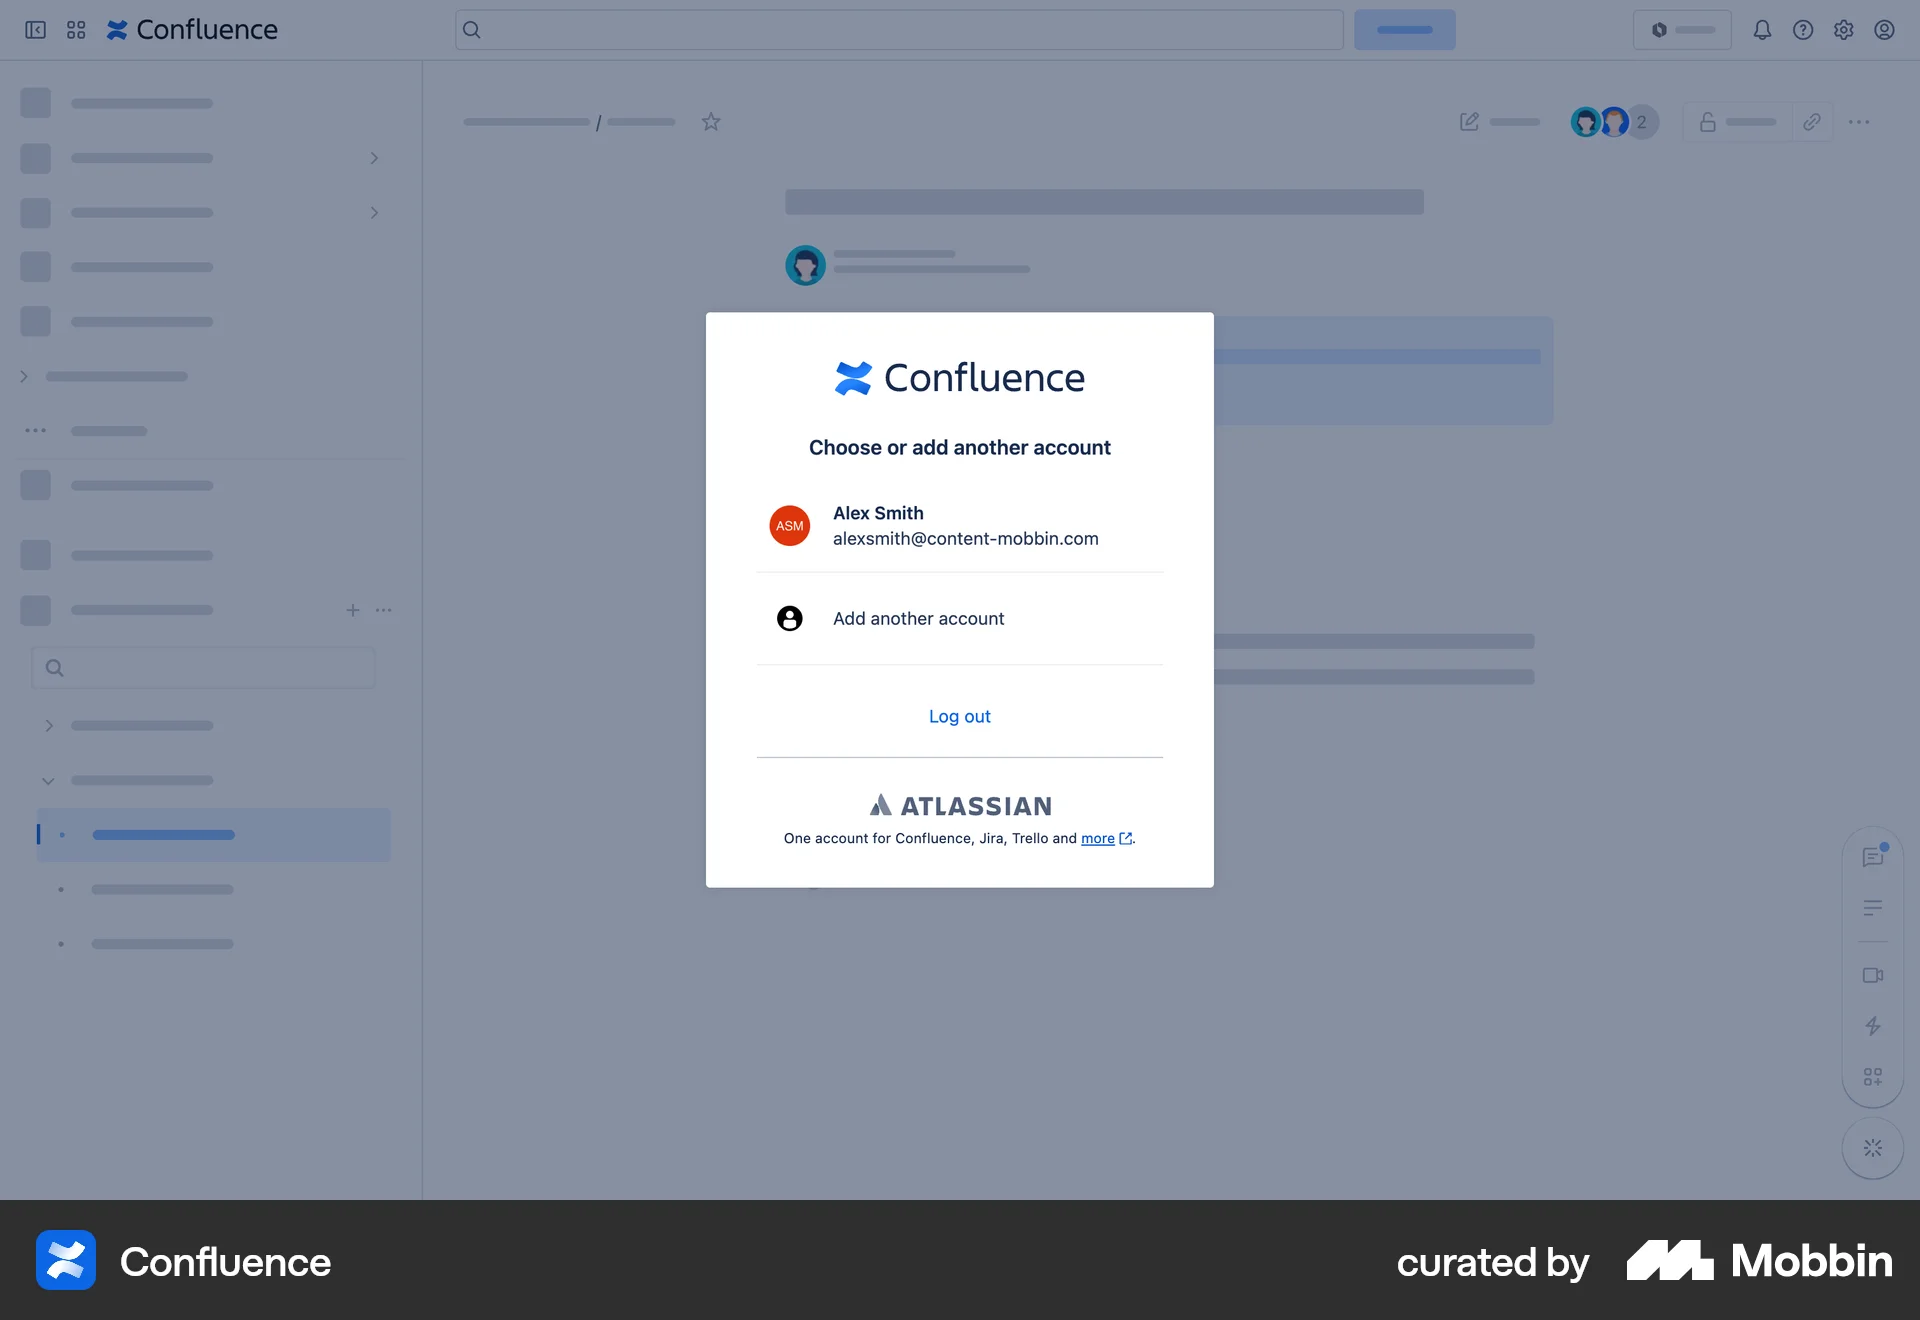 Confluence
/
2
Confluence
Choose or add another account
ASM
Alex Smith
alexsmith@content-mobbin.com
Add another account
Log out
ATLASSIAN
One account for Confluence, Jira, Trello and more.
Confluence
curated by Mobbin